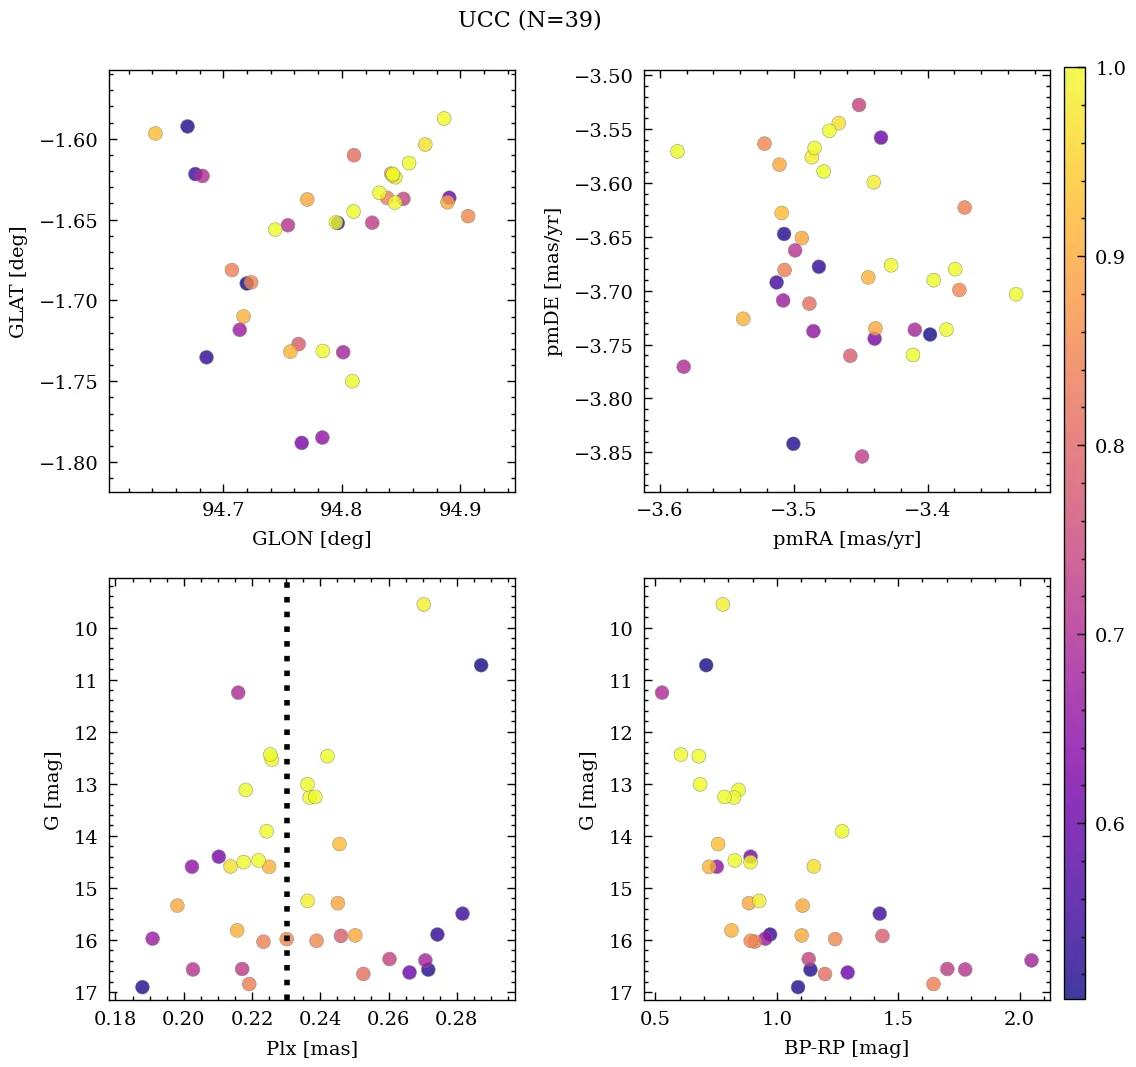 UCC (N=39)
−1.60
−1.65
−1.70
−1.75
−1.80
GLAT [deg]
94.7 94.8 94.9
GLON [deg]
−3.50
−3.55
−3.60
−3.65
−3.70
−3.75
−3.80
−3.85
pmDE [mas/yr]
−3.6 −3.5 −3.4
pmRA [mas/yr]
10
11
12
13
14
15
16
17
G [mag]
0.18 0.20 0.22 0.24 0.26 0.28
Plx [mas]
10
11
12
13
14
15
16
17
G [mag]
0.5 1.0 1.5 2.0
BP-RP [mag]
1.0
0.9
0.8
0.7
0.6